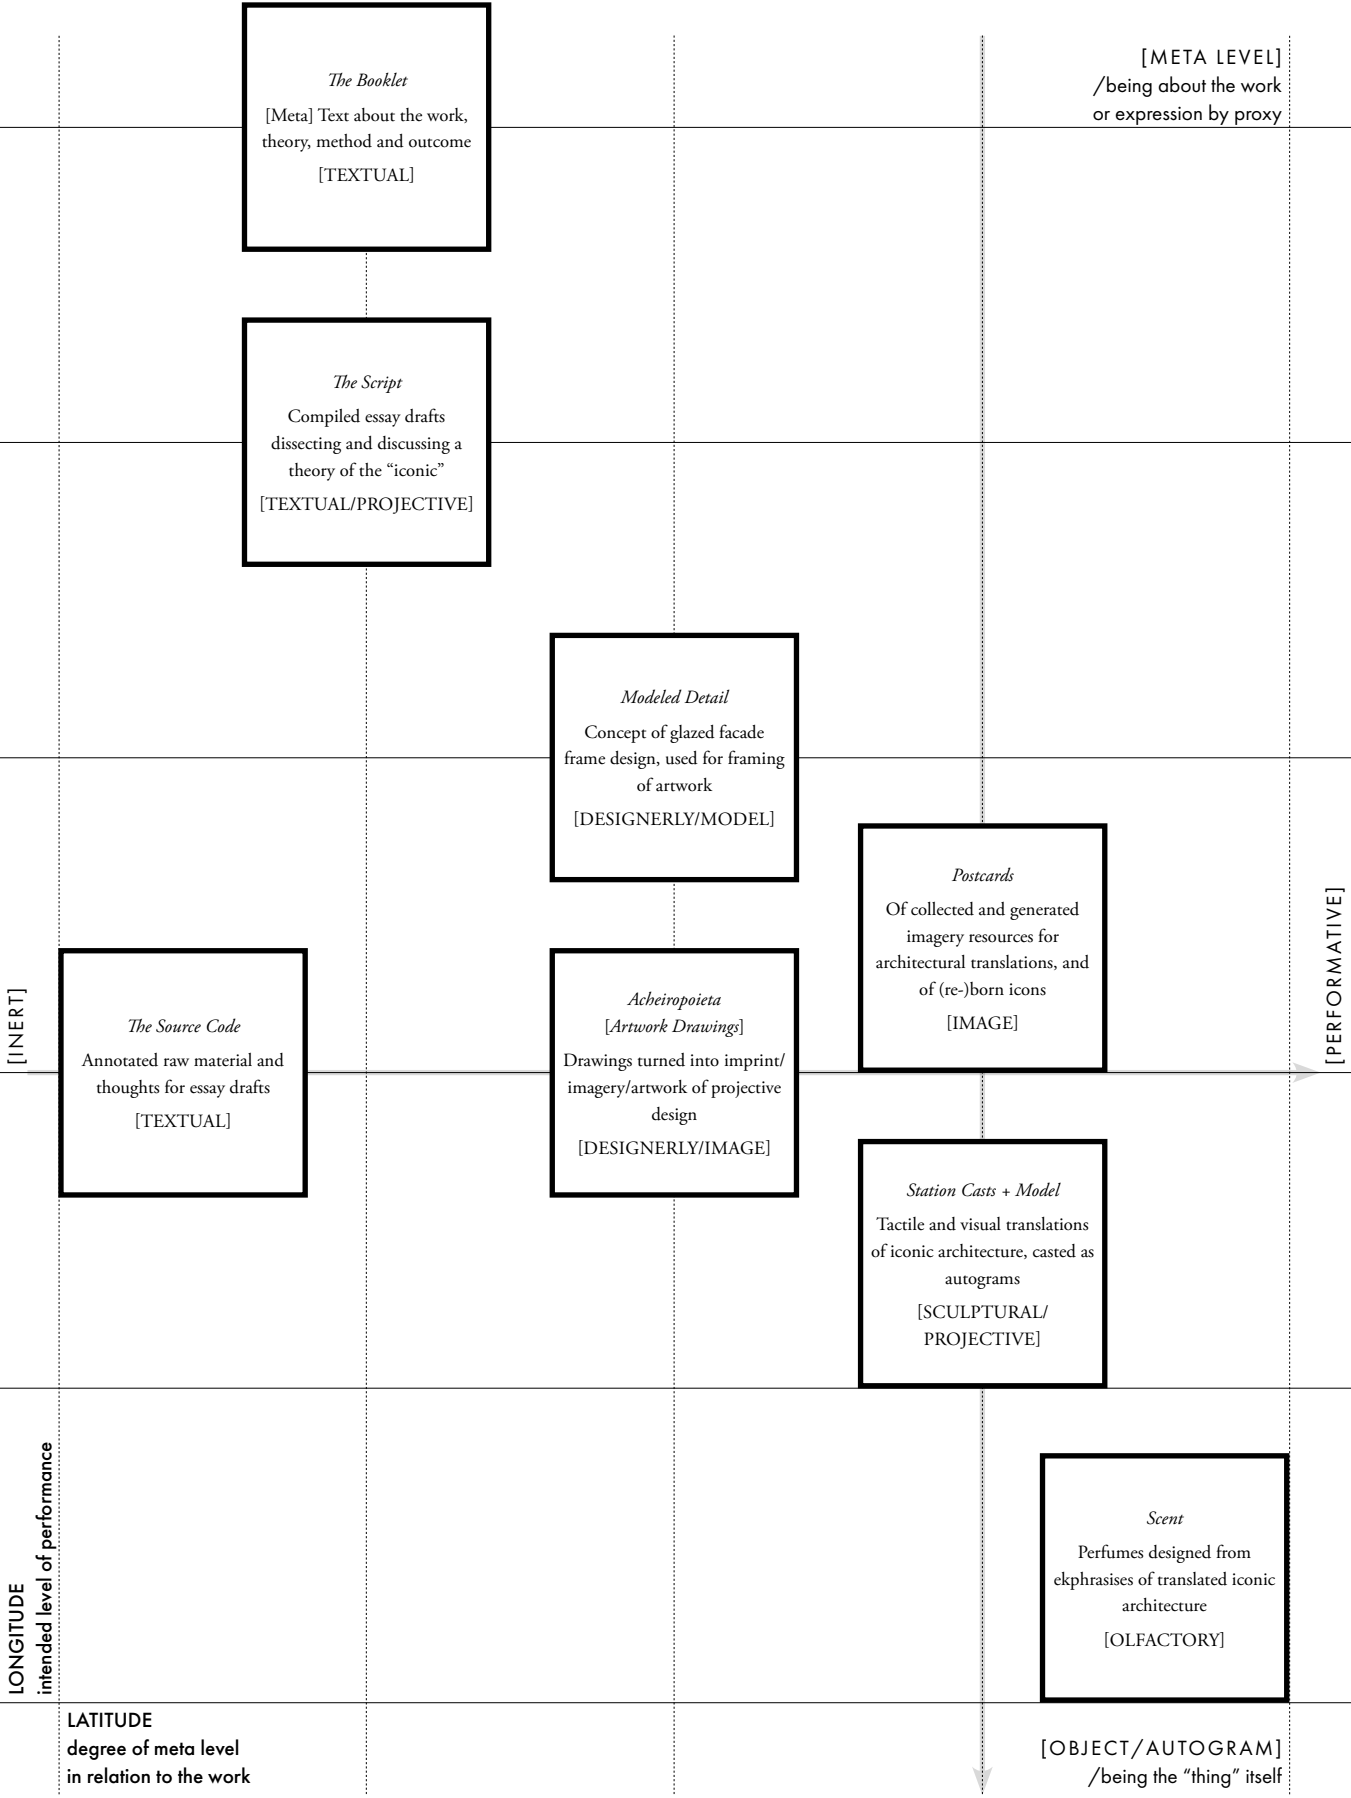 [META LEVEL]
/being about the work
or expression by proxy
The Booklet
[Meta] Text about the work,
theory, method and outcome
[TEXTUAL]
The Script
Compiled essay drafts
dissecting and discussing a
theory of the “iconic”
[TEXTUAL/PROJECTIVE]
Modeled Detail
Concept of glazed facade
frame design, used for framing
of artwork
[DESIGNERLY/MODEL]
Postcards
Of collected and generated
imagery resources for
architectural translations, and
of (re-)born icons
[IMAGE]
[INERT]
[PERFORMATIVE]
The Source Code
Annotated raw material and
thoughts for essay drafts
[TEXTUAL]
Acheiropoieta
[Artwork Drawings]
Drawings turned into imprint/
imagery/artwork of projective
design
[DESIGNERLY/IMAGE]
Station Casts + Model
Tactile and visual translations
of iconic architecture, casted as
autograms
[SCULPTURAL/
PROJECTIVE]
Scent
Perfumes designed from
ekphrasises of translated iconic
architecture
[OLFACTORY]
LONGITUDE
intended level of performance
LATITUDE
degree of meta level
in relation to the work
[OBJECT/AUTOGRAM]
/being the “thing” itself